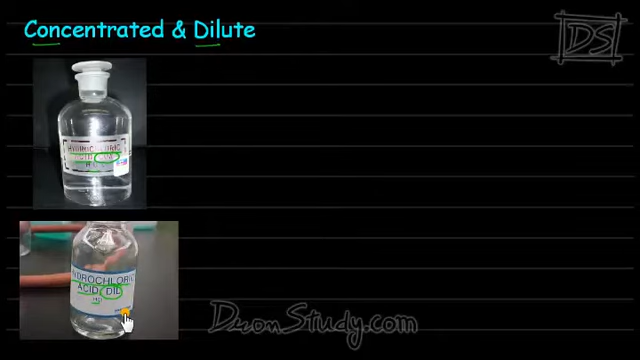 Concentrated & Dilute
DS
HYDROCHLORIC
ACID
HYDROCHLORIC
ACID DIL
DronStudy.com